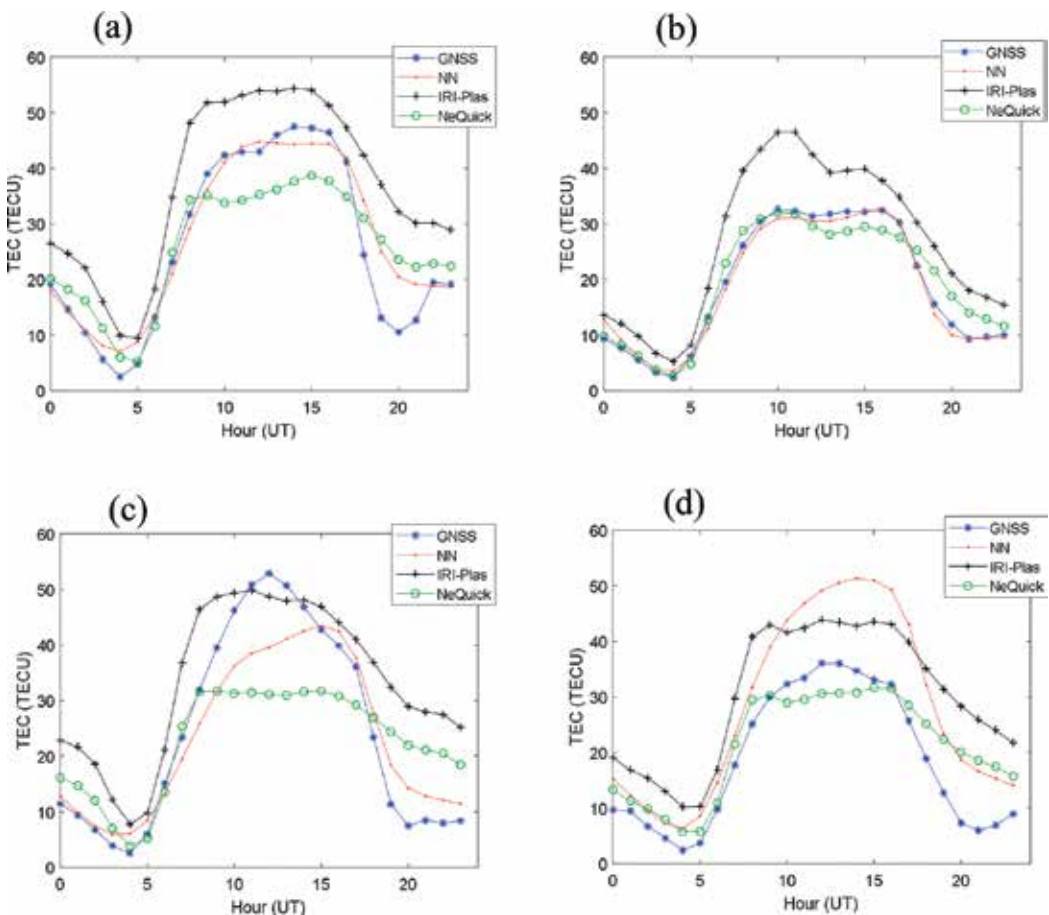 (a)
60
50
40
30
20
10
0
TEC (TECU)
0 5 10 15 20
Hour (UT)
GNSS
NN
IRI-Plas
NeQuick
(b)
60
50
40
30
20
10
0
TEC (TECU)
0 5 10 15 20
Hour (UT)
GNSS
NN
IRI-Plas
NeQuick
(c)
60
50
40
30
20
10
0
TEC (TECU)
0 5 10 15 20
Hour (UT)
GNSS
NN
IRI-Plas
NeQuick
(d)
60
50
40
30
20
10
0
TEC (TECU)
0 5 10 15 20
Hour (UT)
GNSS
NN
IRI-Plas
NeQuick